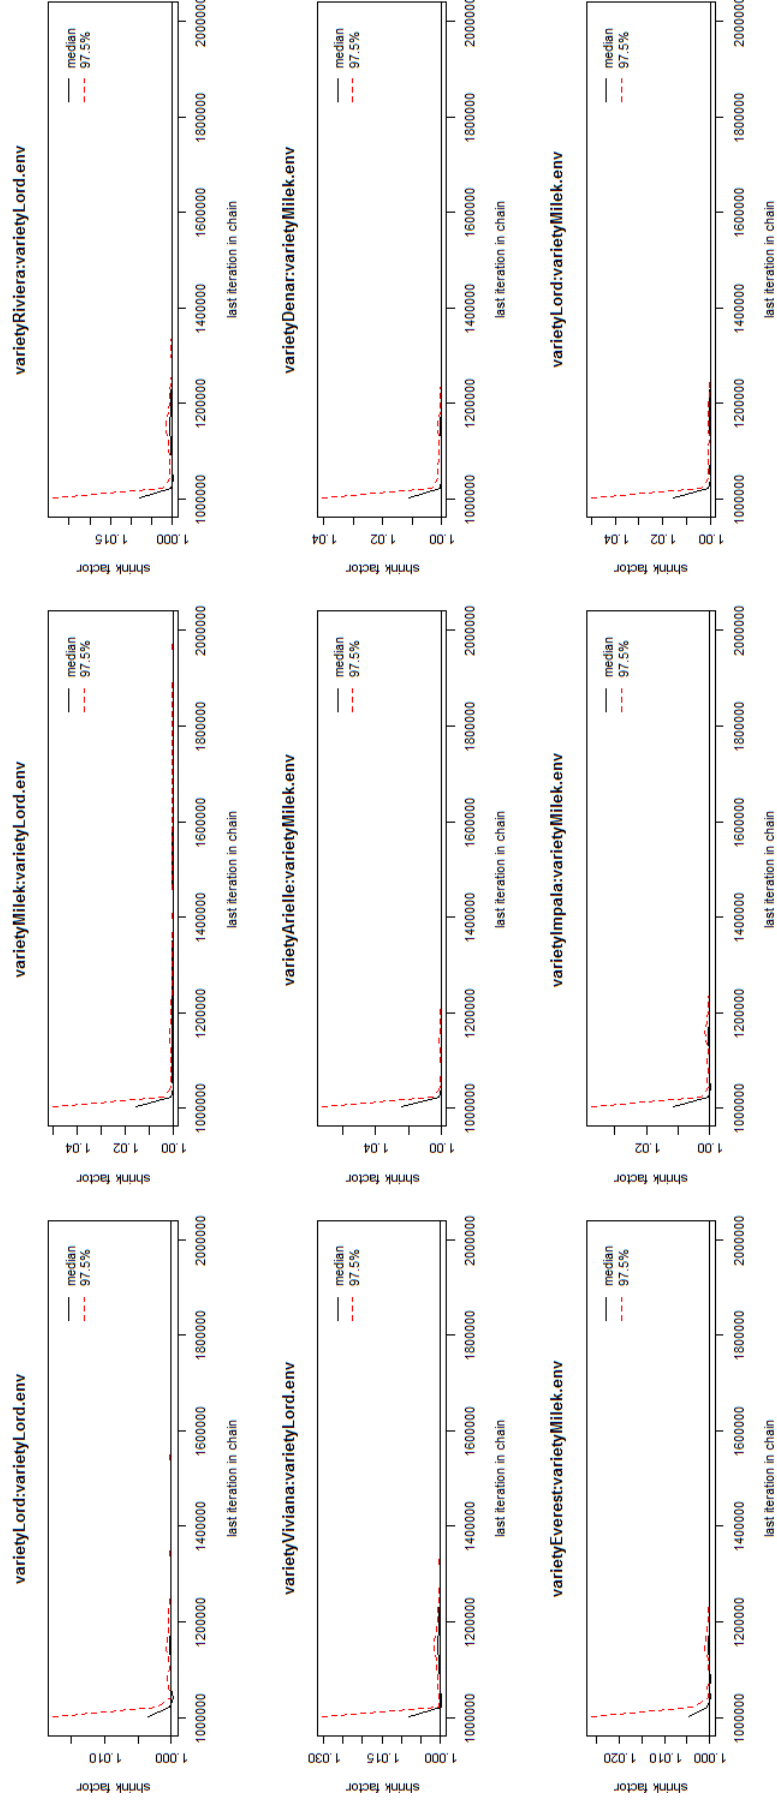 varietyLord:varietyLord.env
median
97.5%
shrink factor
1.000 1.010
1000000 1200000 1400000 1600000 1800000 2000000
last iteration in chain
varietyMilek:varietyLord.env
median
97.5%
shrink factor
1.00 1.02 1.04
1000000 1200000 1400000 1600000 1800000 2000000
last iteration in chain
varietyRiviera:varietyLord.env
median
97.5%
shrink factor
1.000 1.015
1000000 1200000 1400000 1600000 1800000 2000000
last iteration in chain
varietyViviana:varietyLord.env
median
97.5%
shrink factor
1.000 1.015 1.030
1000000 1200000 1400000 1600000 1800000 2000000
last iteration in chain
varietyArielle:varietyMilek.env
median
97.5%
shrink factor
1.00 1.04
1000000 1200000 1400000 1600000 1800000 2000000
last iteration in chain
varietyDenar:varietyMilek.env
median
97.5%
shrink factor
1.00 1.02 1.04
1000000 1200000 1400000 1600000 1800000 2000000
last iteration in chain
varietyEverest:varietyMilek.env
median
97.5%
shrink factor
1.000 1.010 1.020
1000000 1200000 1400000 1600000 1800000 2000000
last iteration in chain
varietyImpala:varietyMilek.env
median
97.5%
shrink factor
1.00 1.02
1000000 1200000 1400000 1600000 1800000 2000000
last iteration in chain
varietyLord:varietyMilek.env
median
97.5%
shrink factor
1.00 1.02 1.04
1000000 1200000 1400000 1600000 1800000 2000000
last iteration in chain